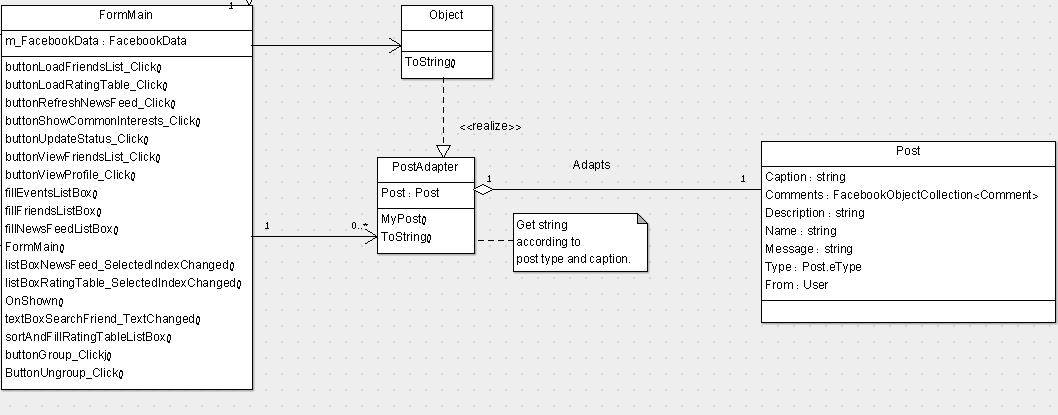 1
FormMain
m_FacebookData : FacebookData
buttonLoadFriendsList_Click()
buttonLoadRatingTable_Click()
buttonRefreshNewsFeed_Click()
buttonShowCommonInterests_Click()
buttonUpdateStatus_Click()
buttonViewFriendsList_Click()
buttonViewProfile_Click()
fillEventsListBox()
fillFriendsListBox()
fillNewsFeedListBox()
FormMain()
listBoxNewsFeed_SelectedIndexChanged()
listBoxRatingTable_SelectedIndexChanged()
OnShown()
textBoxSearchFriend_TextChanged()
sortAndFillRatingTableListBox()
buttonGroup_Clickj()
ButtonUngroup_Click()
Object
ToString()
<<realize>>
1
0..*
PostAdapter
Post : Post
MyPost()
ToString()
1
Adapts
1
Get string
according to
post type and caption.
Post
Caption : string
Comments : FacebookObjectCollection<Comment>
Description : string
Name : string
Message : string
Type : Post.eType
From : User